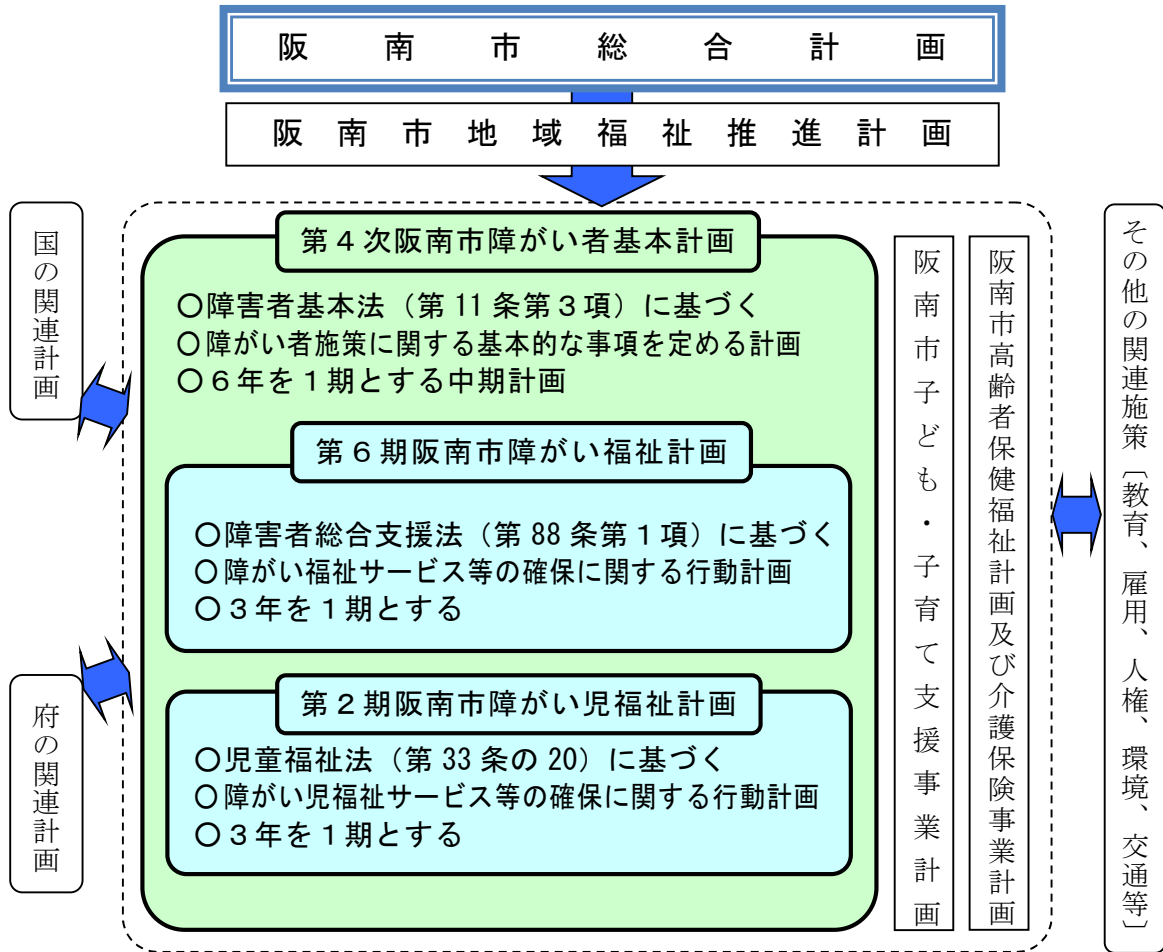 阪南市総合計画
阪南市地域福祉推進計画
国の関連計画
府の関連計画
第４次阪南市障がい者基本計画
〇障害者基本法（第 11 条第３項）に基づく
〇障がい者施策に関する基本的な事項を定める計画
〇６年を１期とする中期計画
第６期阪南市障がい福祉計画
〇障害者総合支援法（第 88 条第１項）に基づく
〇障がい福祉サービス等の確保に関する行動計画
〇３年を１期とする
第２期阪南市障がい児福祉計画
〇児童福祉法（第 33 条の 20）に基づく
〇障がい児福祉サービス等の確保に関する行動計画
〇３年を１期とする
阪南市子ども・子育て支援事業計画
阪南市高齢者保健福祉計画及び介護保険事業計画
その他の関連施策〔教育、雇用、人権、環境、交通等〕